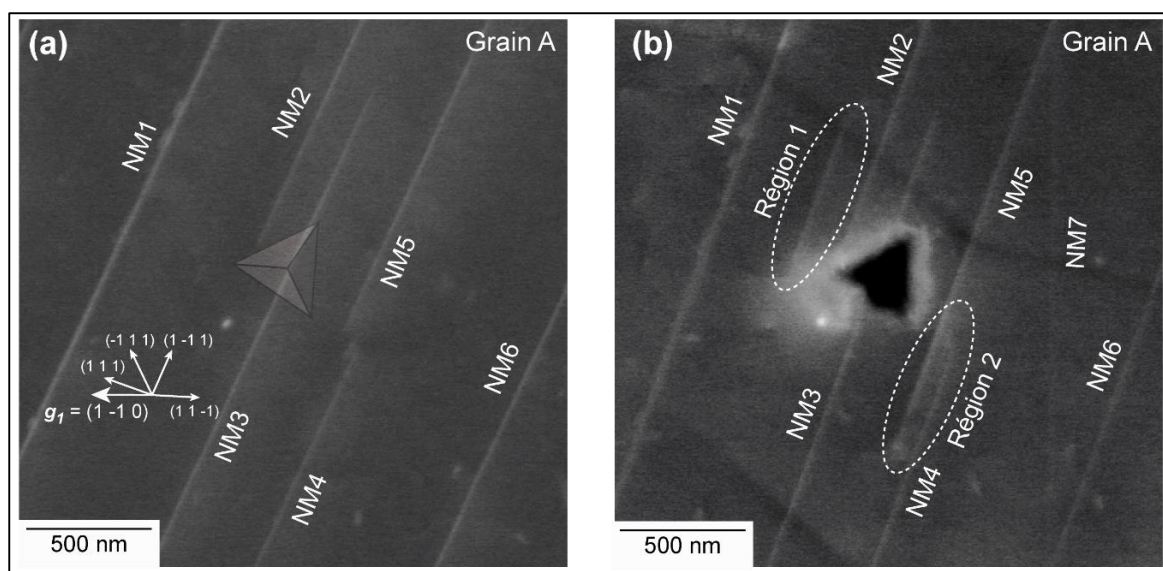 (a)
Grain A
NM1
NM2
NM5
NM6
(-1 1 1)
(1 -1 1)
(1 1 1)
g1 = (1 -1 0)
(1 1 -1)
NM3
NM4
500 nm
(b)
Grain A
NM2
NM1
Région 1
NM5
NM7
NM6
NM3
Région 2
NM4
500 nm